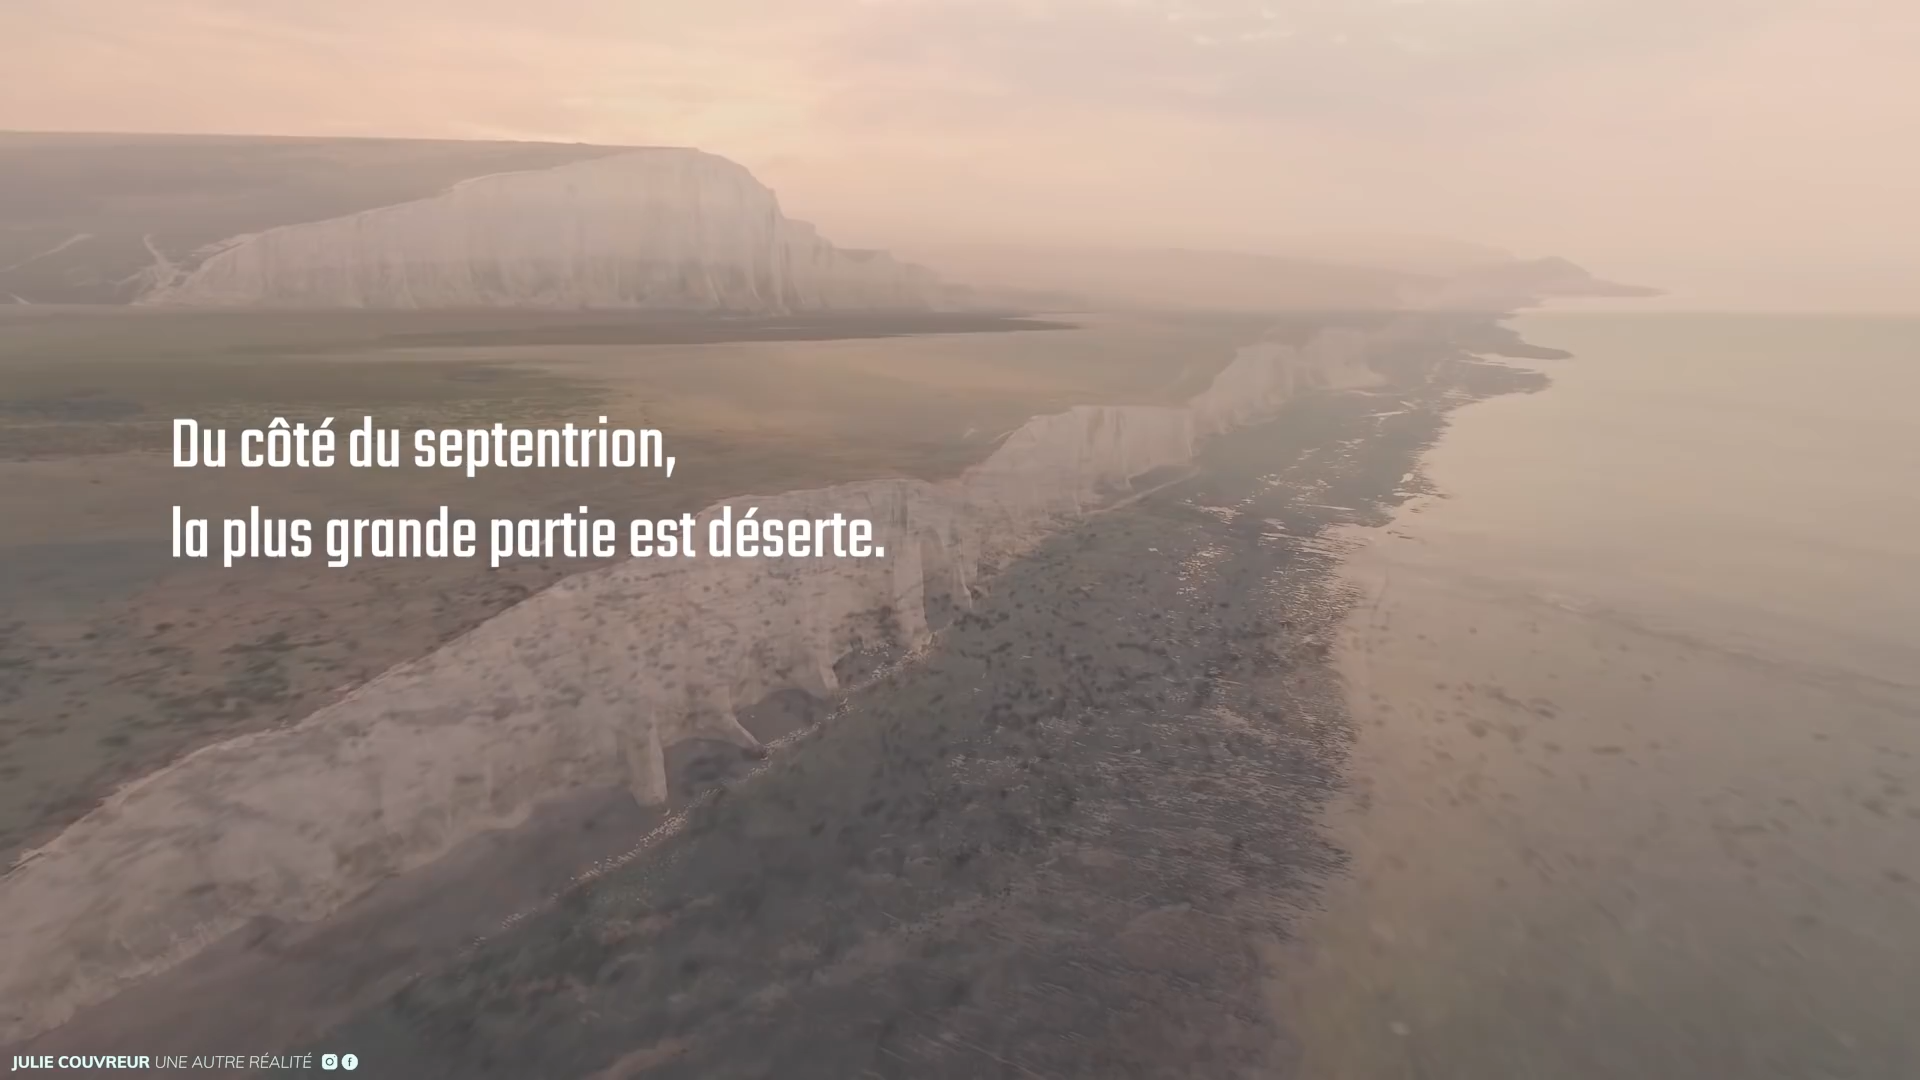 Du côté du septentrion,
la plus grande partie est déserte.
JULIE COUVREUR UNE AUTRE RÉALITÉ